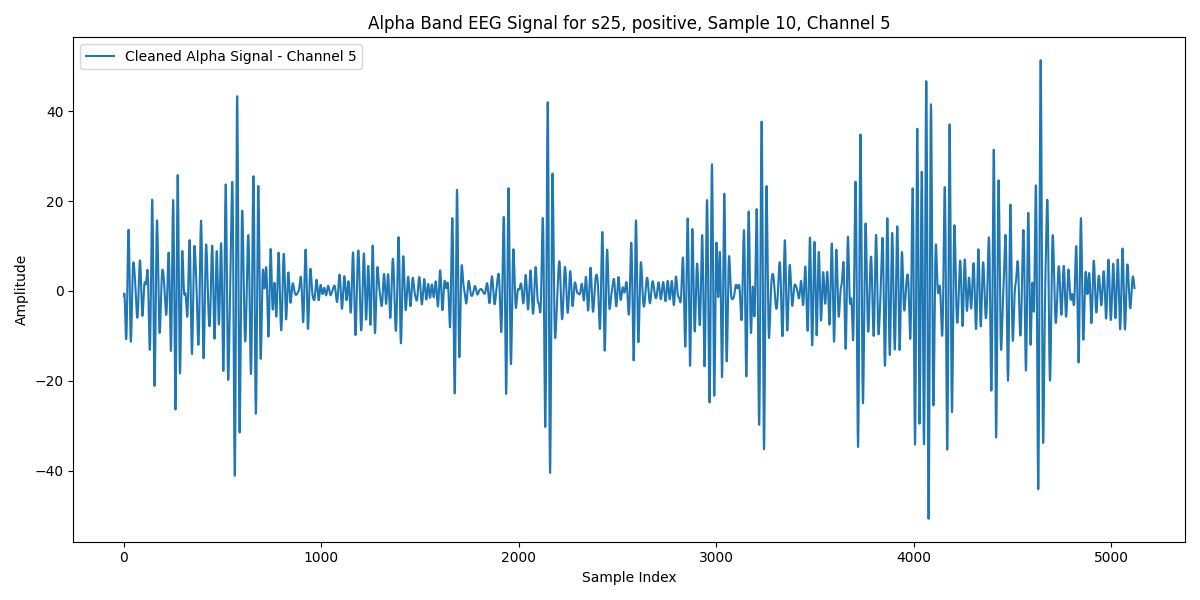 Alpha Band EEG Signal for s25, positive, Sample 10, Channel 5
Cleaned Alpha Signal - Channel 5
Amplitude
40
20
0
−20
−40
0 1000 2000 3000 4000 5000
Sample Index